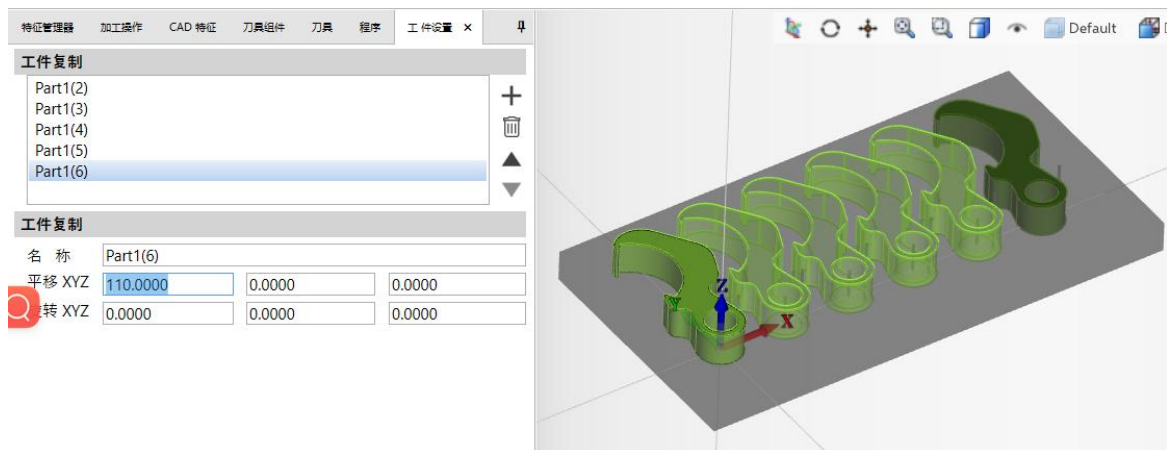 特征管理器 加工操作 CAD 特征 刀具组件 刀具 程序 工件设置 ×
Default
工件复制
Part1(2)
Part1(3)
Part1(4)
Part1(5)
Part1(6)
工件复制
名 称 Part1(6)
平移 XYZ 110.0000 0.0000 0.0000
转 XYZ 0.0000 0.0000 0.0000
Z
Y
X